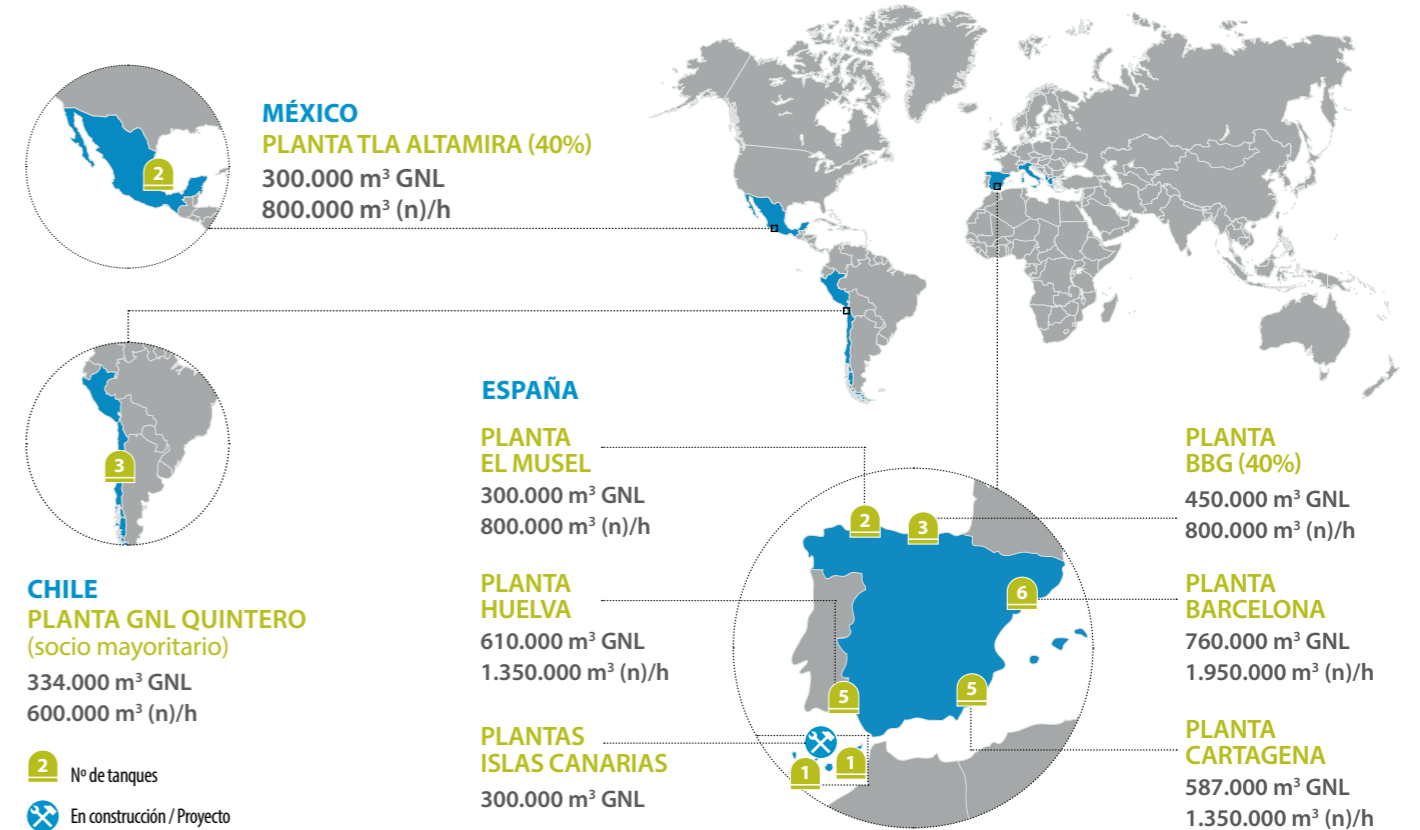 MÉXICO
PLANTA TLA ALTAMIRA (40%)
300.000 m³ GNL
800.000 m³ (n)/h
2
3
CHILE
PLANTA GNL QUINTERO
(socio mayoritario)
334.000 m³ GNL
600.000 m³ (n)/h
2 Nº de tanques
En construcción / Proyecto
ESPAÑA
PLANTA
EL MUSEL
300.000 m³ GNL
800.000 m³ (n)/h
PLANTA
HUELVA
610.000 m³ GNL
1.350.000 m³ (n)/h
PLANTAS
ISLAS CANARIAS
300.000 m³ GNL
2
3
6
5
5
1
1
PLANTA
BBG (40%)
450.000 m³ GNL
800.000 m³ (n)/h
PLANTA
BARCELONA
760.000 m³ GNL
1.950.000 m³ (n)/h
PLANTA
CARTAGENA
587.000 m³ GNL
1.350.000 m³ (n)/h